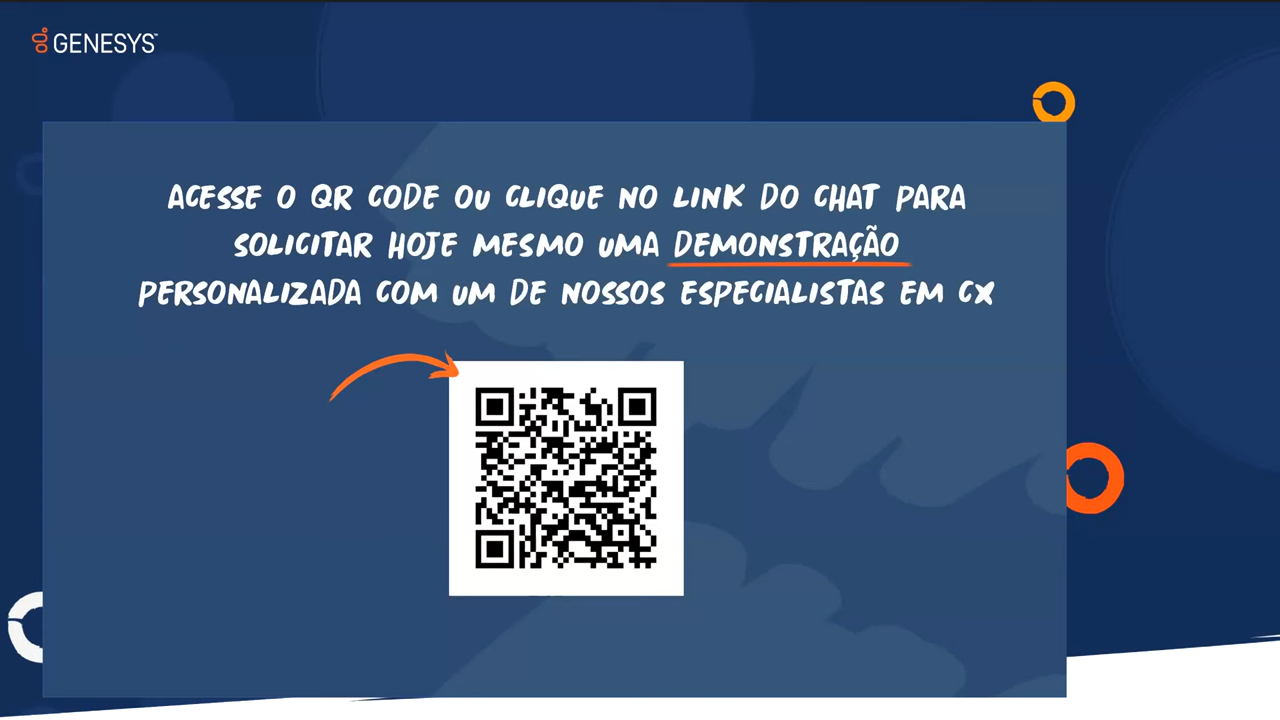 GENESYS™
ACESSE O QR CODE OU CLIQUE NO LINK DO CHAT PARA
SOLICITAR HOJE MESMO UMA DEMONSTRAÇÃO
PERSONALIZADA COM UM DE NOSSOS ESPECIALISTAS EM CX